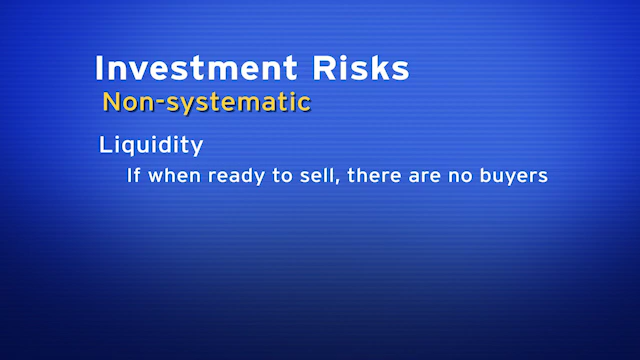 Investment Risks
Non-systematic
Liquidity
If when ready to sell, there are no buyers